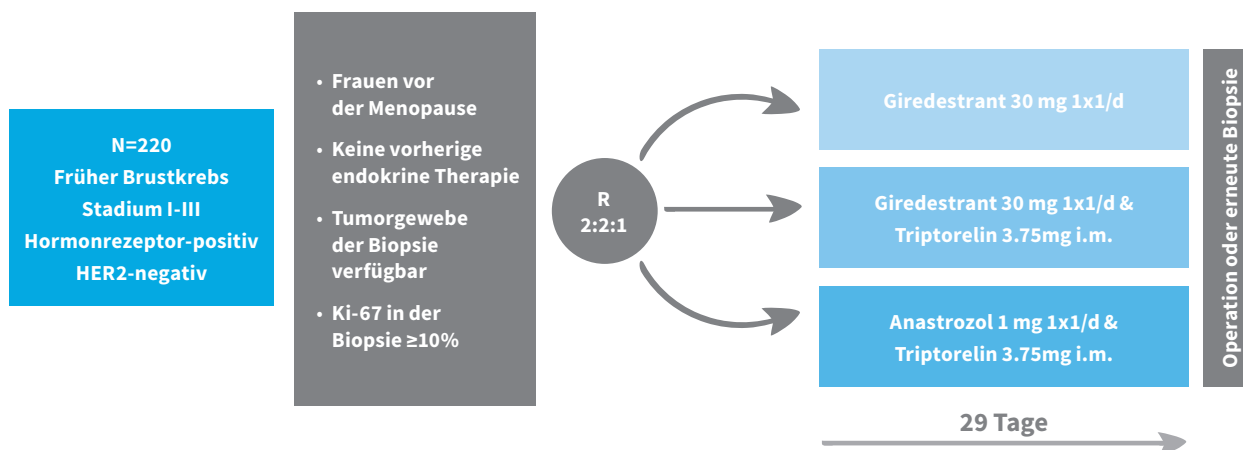 N=220
Früher Brustkrebs
Stadium I-III
Hormonrezeptor-positiv
HER2-negativ
• Frauen vor
der Menopause
• Keine vorherige
endokrine Therapie
• Tumorgewebe
der Biopsie
verfügbar
• Ki-67 in der
Biopsie ≥10%
R
2:2:1
Giredestrant 30 mg 1x1/d
Giredestrant 30 mg 1x1/d &
Triptorelin 3.75mg i.m.
Anastrozol 1 mg 1x1/d &
Triptorelin 3.75mg i.m.
29 Tage
Operation oder erneute Biopsie